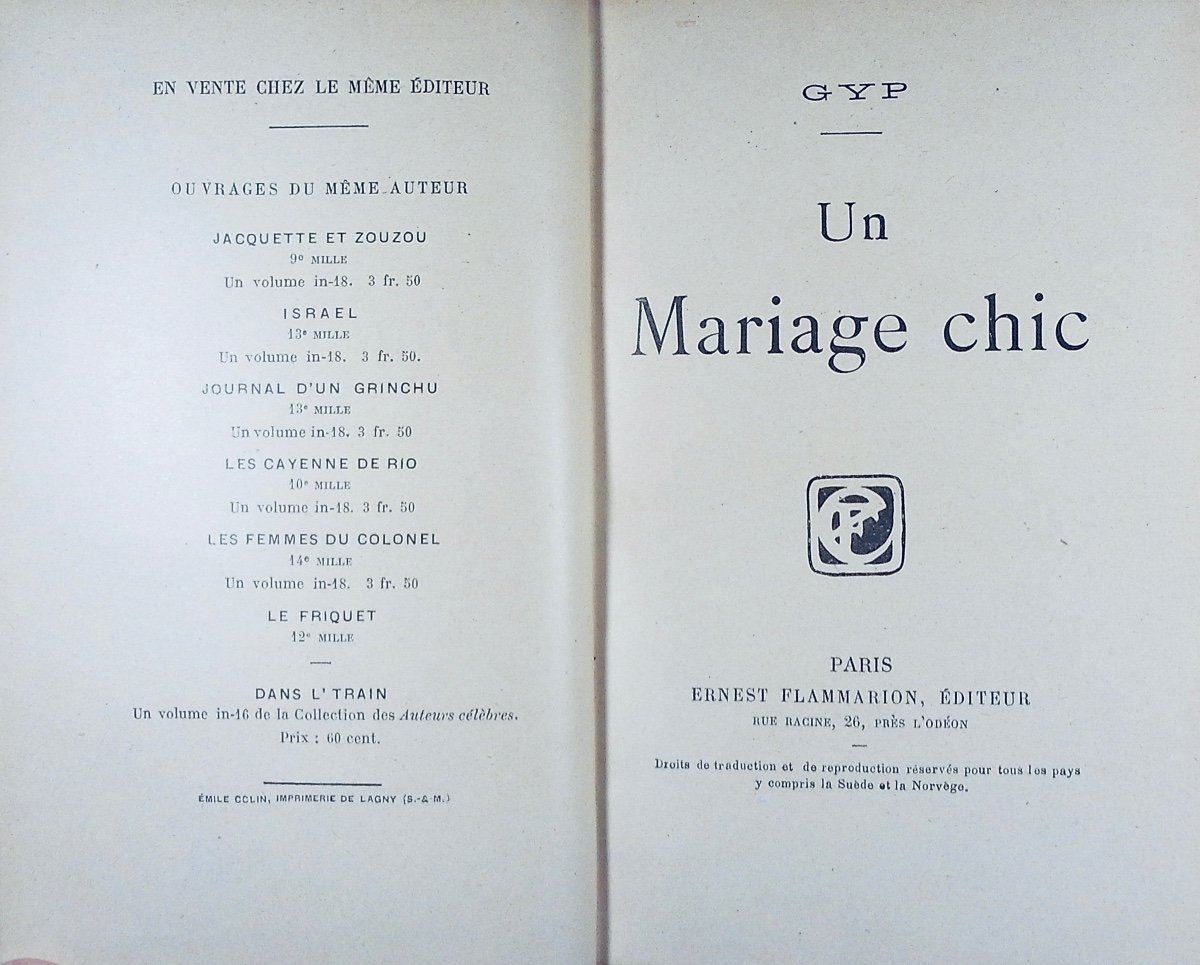 EN VENTE CHEZ LE MÊME ÉDITEUR
OUVRAGES DU MÊME AUTEUR
JACQUETTE ET ZOUZOU
9e MILLE
Un volume in-18. 3 fr. 50
ISRAEL
13e MILLE
Un volume in-18. 3 fr. 50.
JOURNAL D'UN GRINCHU
13e MILLE
Un volume in-18. 3 fr. 50
LES CAYENNE DE RIO
10e MILLE
Un volume in-18. 3 fr. 50
LES FEMMES DU COLONEL
14e MILLE
Un volume in-18. 3 fr. 50
LE FRIQUET
12e MILLE
DANS L' TRAIN
Un volume in-16 de la Collection des Auteurs célèbres.
Prix : 60 cent.
ÉMILE COLIN, IMPRIMERIE DE LAGNY (S.-& M.)
GYP
Un
Mariage chic
PARIS
ERNEST FLAMMARION, ÉDITEUR
RUE RACINE, 26, PRÈS L'ODÉON
Droits de traduction et de reproduction réservés pour tous les pays
y compris la Suède et la Norvège.